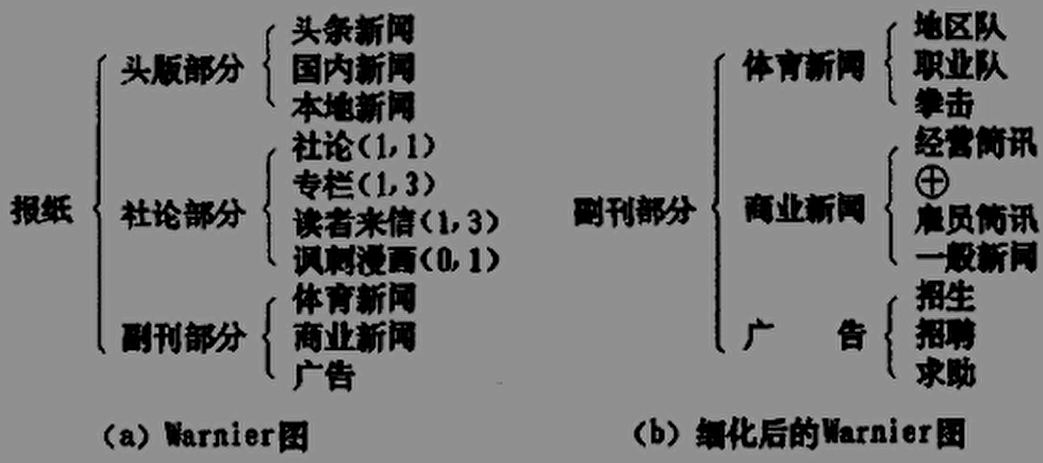 报纸
头版部分
头条新闻
国内新闻
本地新闻
社论部分
社论(1,1)
专栏(1,3)
读者来信(1,3)
讽刺漫画(0,1)
副刊部分
体育新闻
商业新闻
广告
(a) Warnier图
副刊部分
体育新闻
地区队
职业队
拳击
商业新闻
经营简讯
⊕
雇员简讯
一般新闻
广 告
招生
招聘
求助
(b) 细化后的Warnier图